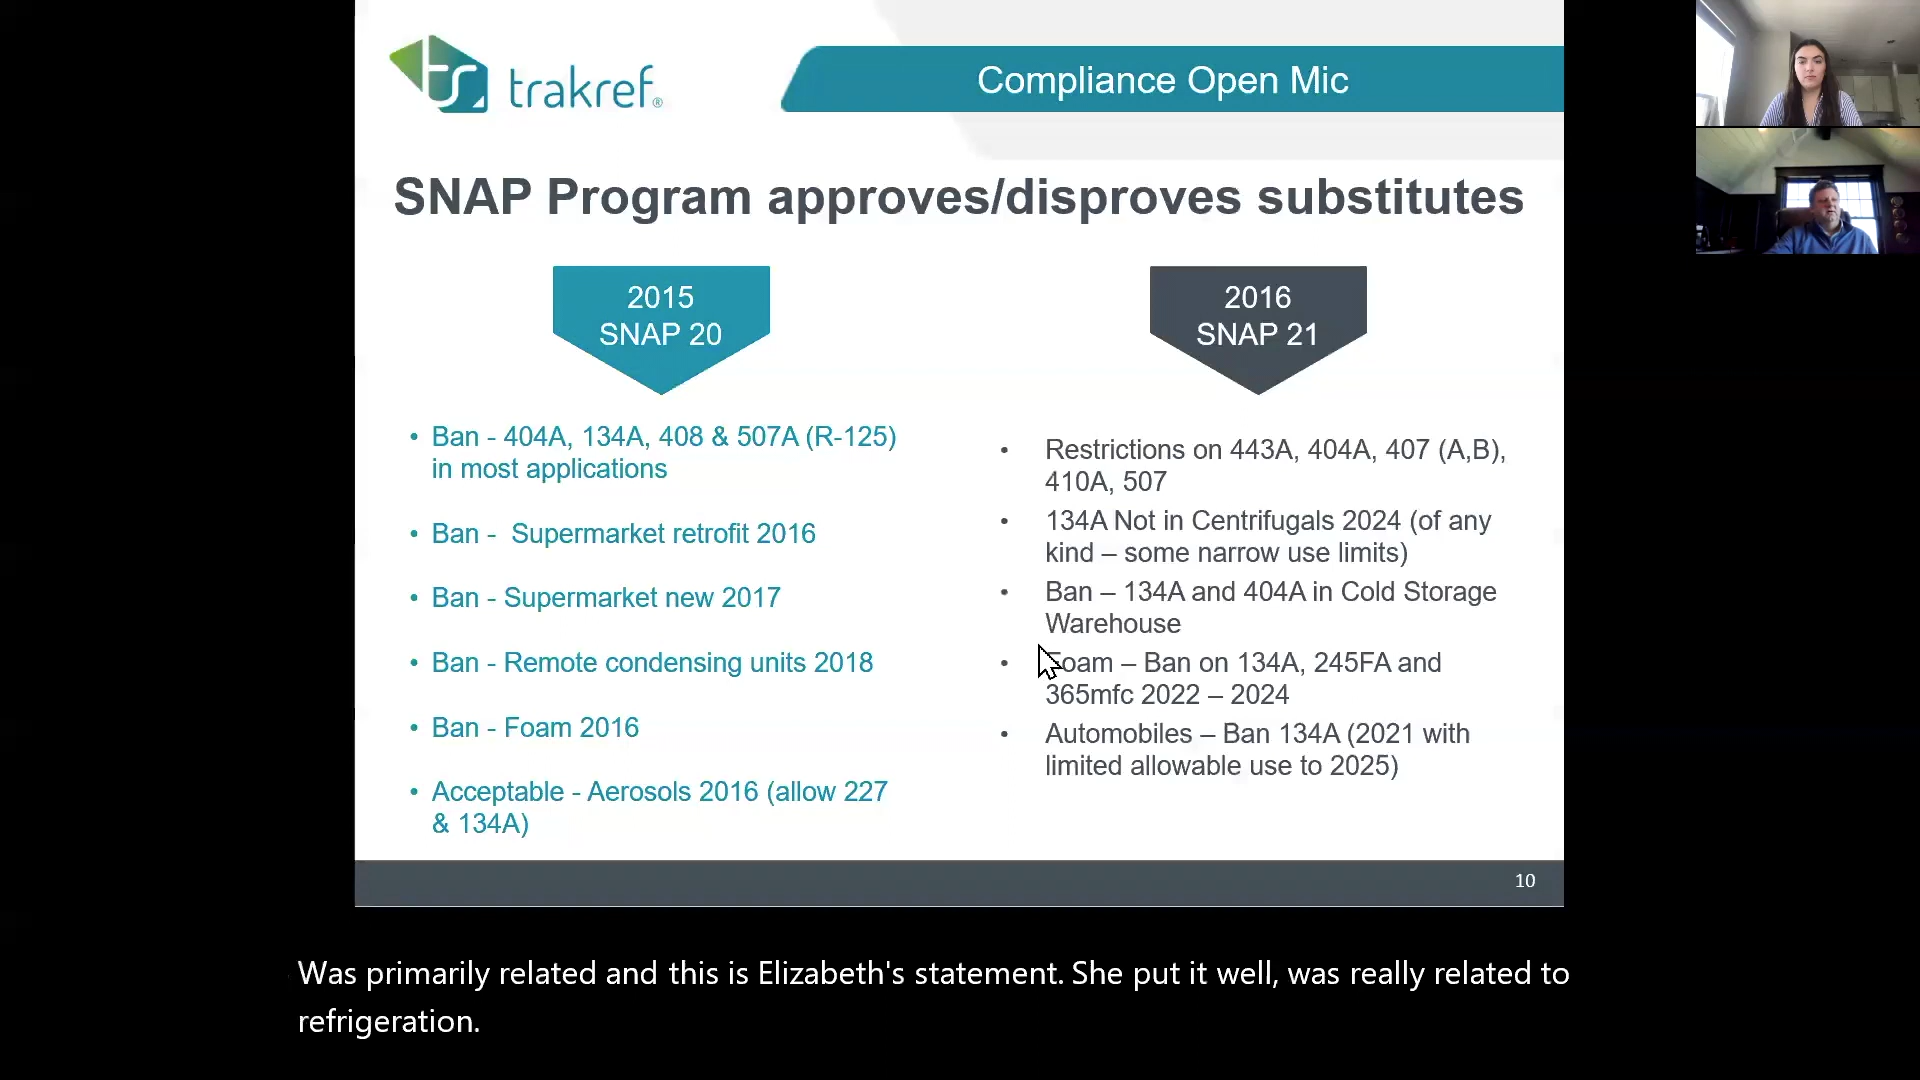 trakref®
Compliance Open Mic
SNAP Program approves/disproves substitutes
2015
SNAP 20
• Ban - 404A, 134A, 408 & 507A (R-125)
in most applications
• Ban -  Supermarket retrofit 2016
• Ban - Supermarket new 2017
• Ban - Remote condensing units 2018
• Ban - Foam 2016
• Acceptable - Aerosols 2016 (allow 227
& 134A)
2016
SNAP 21
• Restrictions on 443A, 404A, 407 (A,B),
410A, 507
• 134A Not in Centrifugals 2024 (of any
kind – some narrow use limits)
• Ban – 134A and 404A in Cold Storage
Warehouse
• Foam – Ban on 134A, 245FA and
365mfc 2022 – 2024
• Automobiles – Ban 134A (2021 with
limited allowable use to 2025)
10
Was primarily related and this is Elizabeth's statement. She put it well, was really related to
refrigeration.